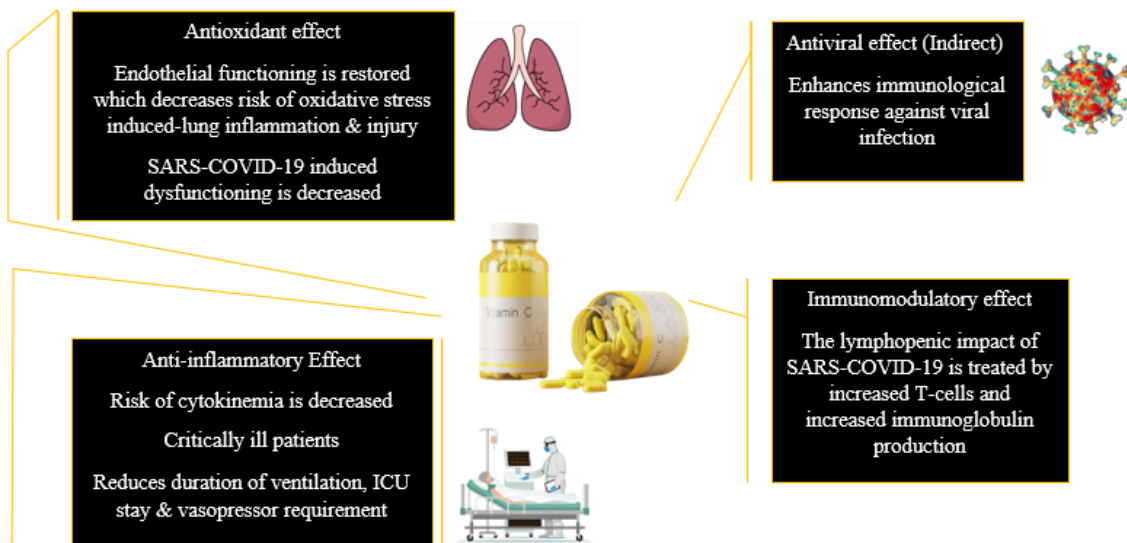 Antioxidant effect
Endothelial functioning is restored
which decreases risk of oxidative stress
induced-lung inflammation & injury
SARS-COVID-19 induced
dysfunctioning is decreased
Antiviral effect (Indirect)
Enhances immunological
response against viral
infection
Vitamin C
Anti-inflammatory Effect
Risk of cytokinemia is decreased
Critically ill patients
Reduces duration of ventilation, ICU
stay & vasopressor requirement
Immunomodulatory effect
The lymphopenic impact of
SARS-COVID-19 is treated by
increased T-cells and
increased immunoglobulin
production